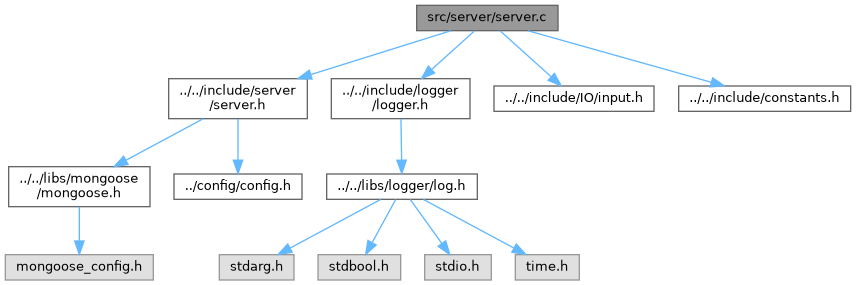 src/server/server.c
../../include/server
/server.h
../../include/logger
/logger.h
../../include/IO/input.h
../../include/constants.h
../../libs/mongoose
/mongoose.h
../config/config.h
../../libs/logger/log.h
mongoose_config.h
stdarg.h
stdbool.h
stdio.h
time.h